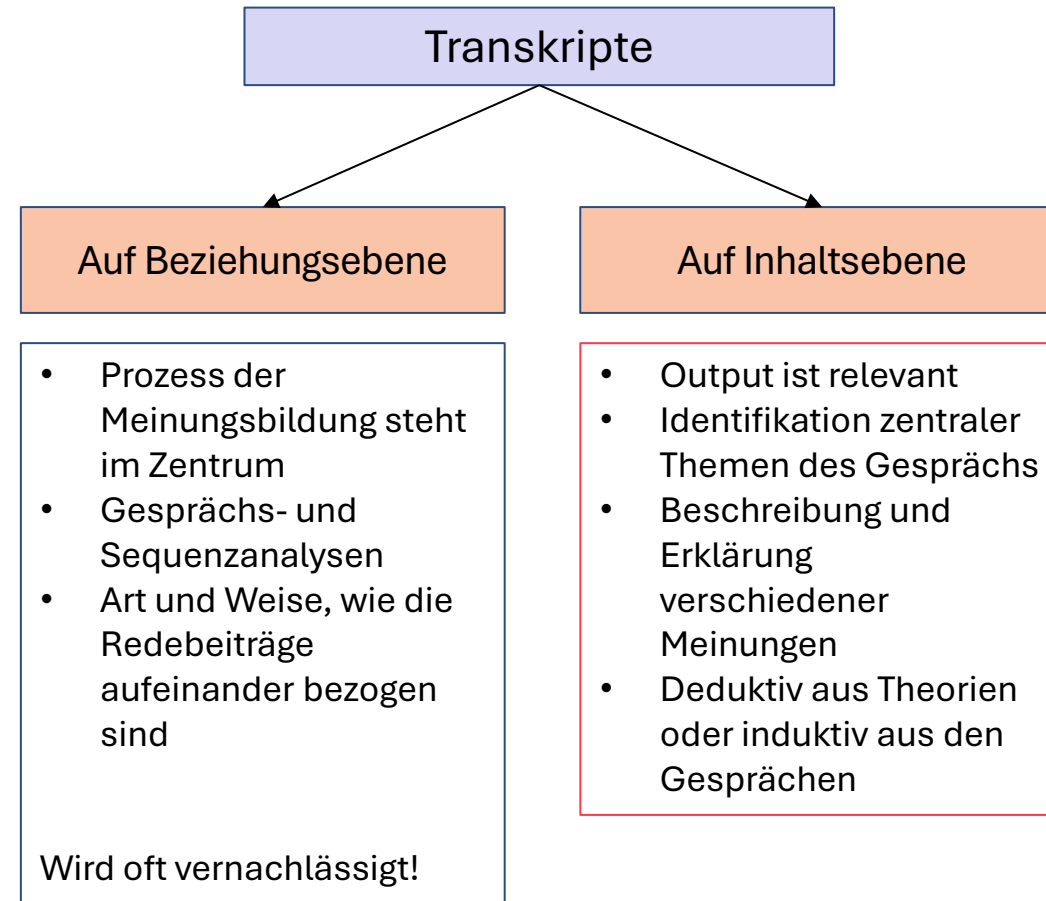 Transkripte
Auf Beziehungsebene
• Prozess der
Meinungsbildung steht
im Zentrum
• Gesprächs- und
Sequenzanalysen
• Art und Weise, wie die
Redebeiträge
aufeinander bezogen
sind
Wird oft vernachlässigt!
Auf Inhaltsebene
• Output ist relevant
• Identifikation zentraler
Themen des Gesprächs
• Beschreibung und
Erklärung
verschiedener
Meinungen
• Deduktiv aus Theorien
oder induktiv aus den
Gesprächen